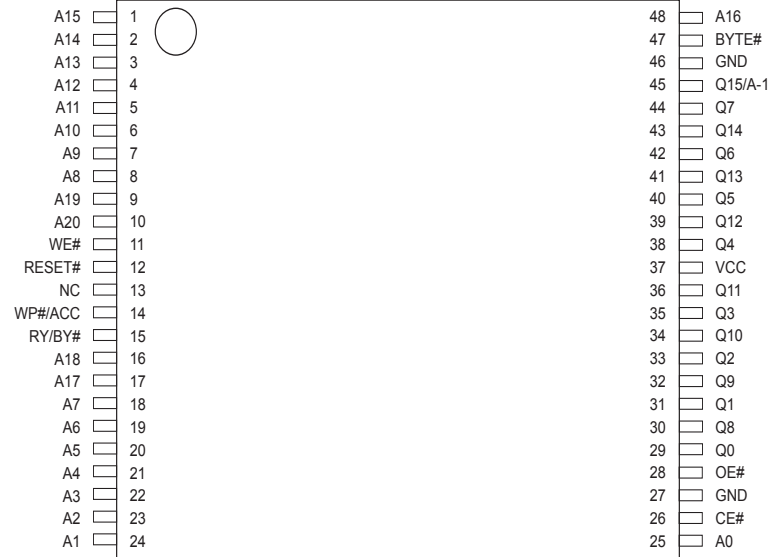 A15 1 48 A16
A14 2 47 BYTE#
A13 3 46 GND
A12 4 45 Q15/A-1
A11 5 44 Q7
A10 6 43 Q14
A9 7 42 Q6
A8 8 41 Q13
A19 9 40 Q5
A20 10 39 Q12
WE# 11 38 Q4
RESET# 12 37 VCC
NC 13 36 Q11
WP#/ACC 14 35 Q3
RY/BY# 15 34 Q10
A18 16 33 Q2
A17 17 32 Q9
A7 18 31 Q1
A6 19 30 Q8
A5 20 29 Q0
A4 21 28 OE#
A3 22 27 GND
A2 23 26 CE#
A1 24 25 A0